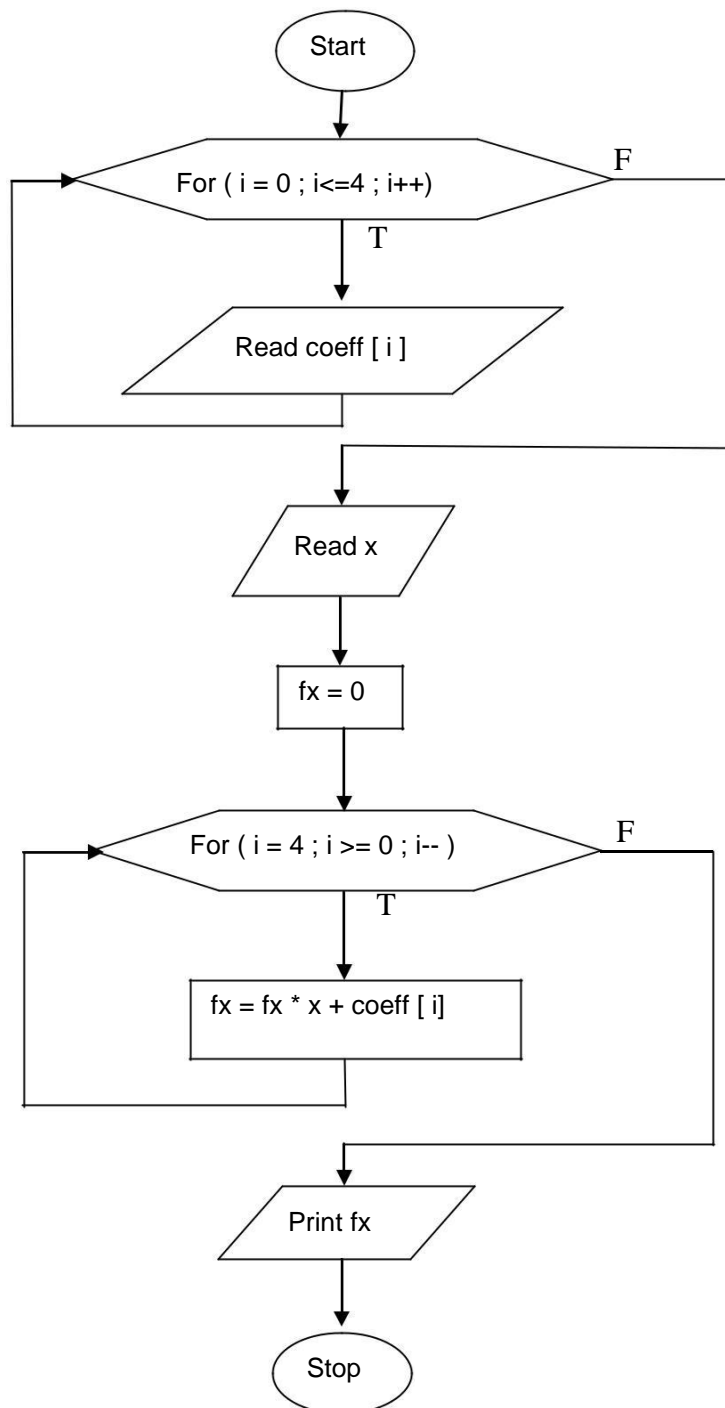 Start
For ( i = 0 ; i<=4 ; i++)
F
T
Read coeff [ i ]
Read x
fx = 0
For ( i = 4 ; i >= 0 ; i-- )
F
T
fx = fx * x + coeff [ i]
Print fx
Stop